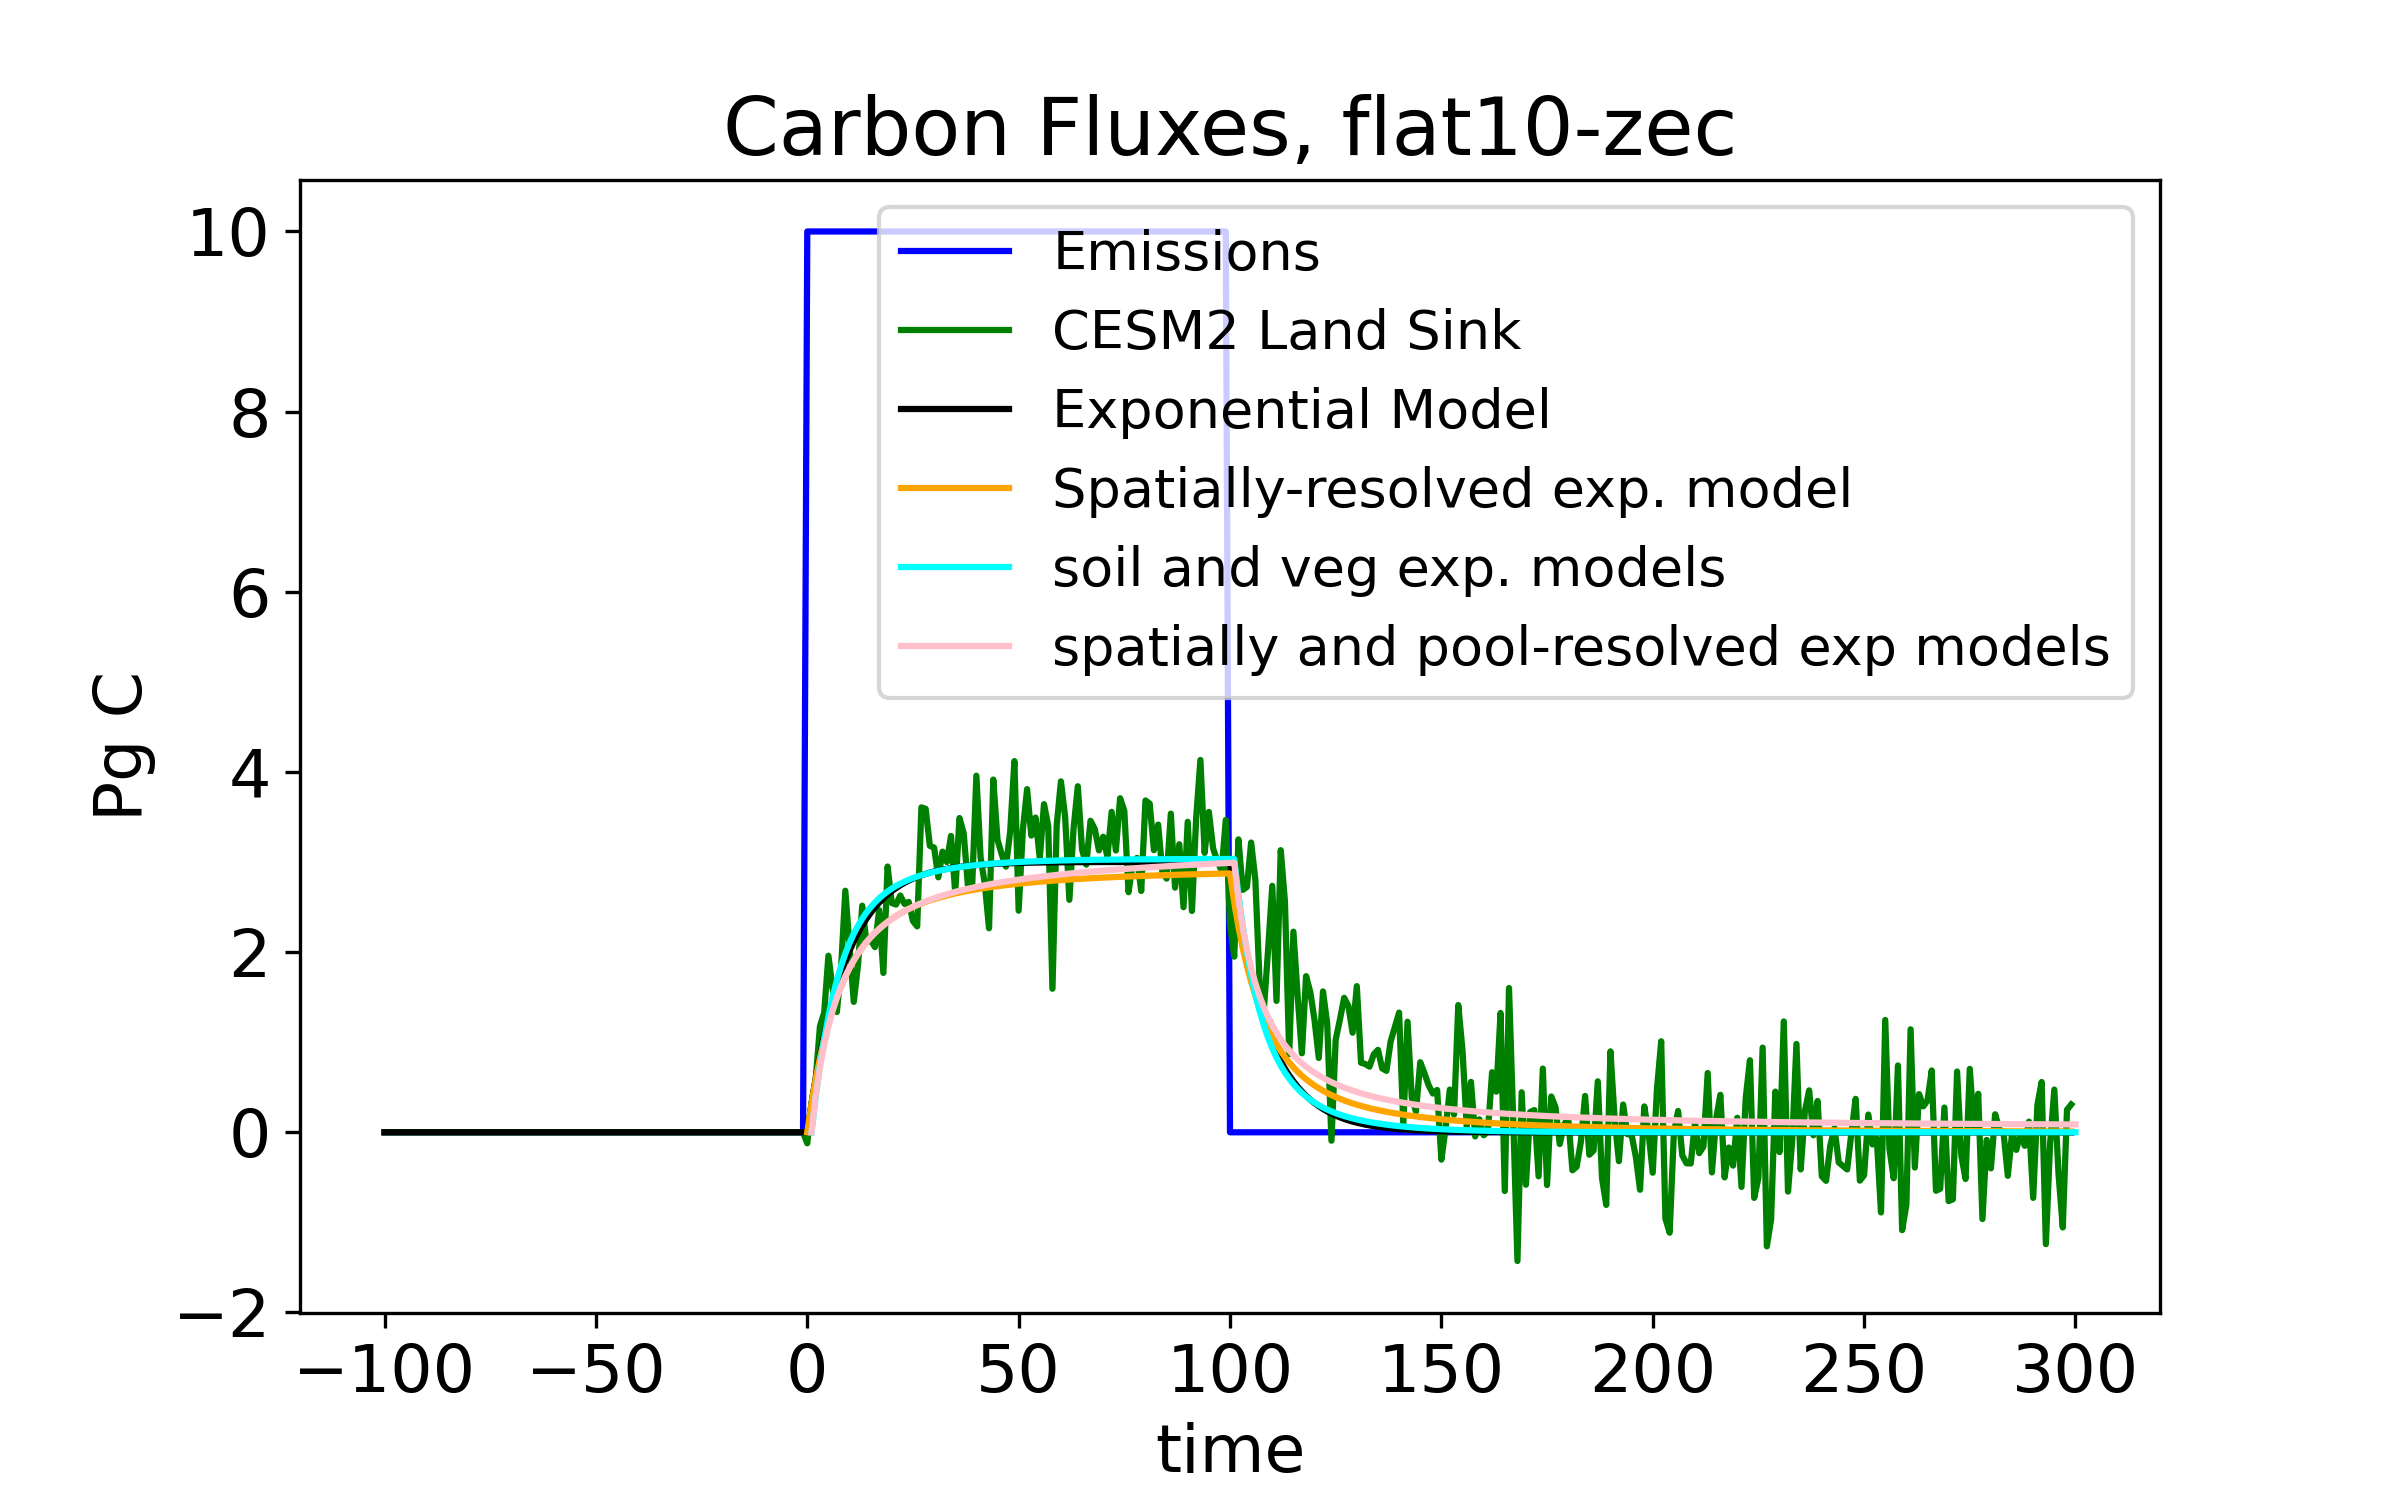 Carbon Fluxes, flat10-zec
10
8
6
4
2
0
−2
Pg C
Emissions
CESM2 Land Sink
Exponential Model
Spatially-resolved exp. model
soil and veg exp. models
spatially and pool-resolved exp models
−100 −50 0 50 100 150 200 250 300
time